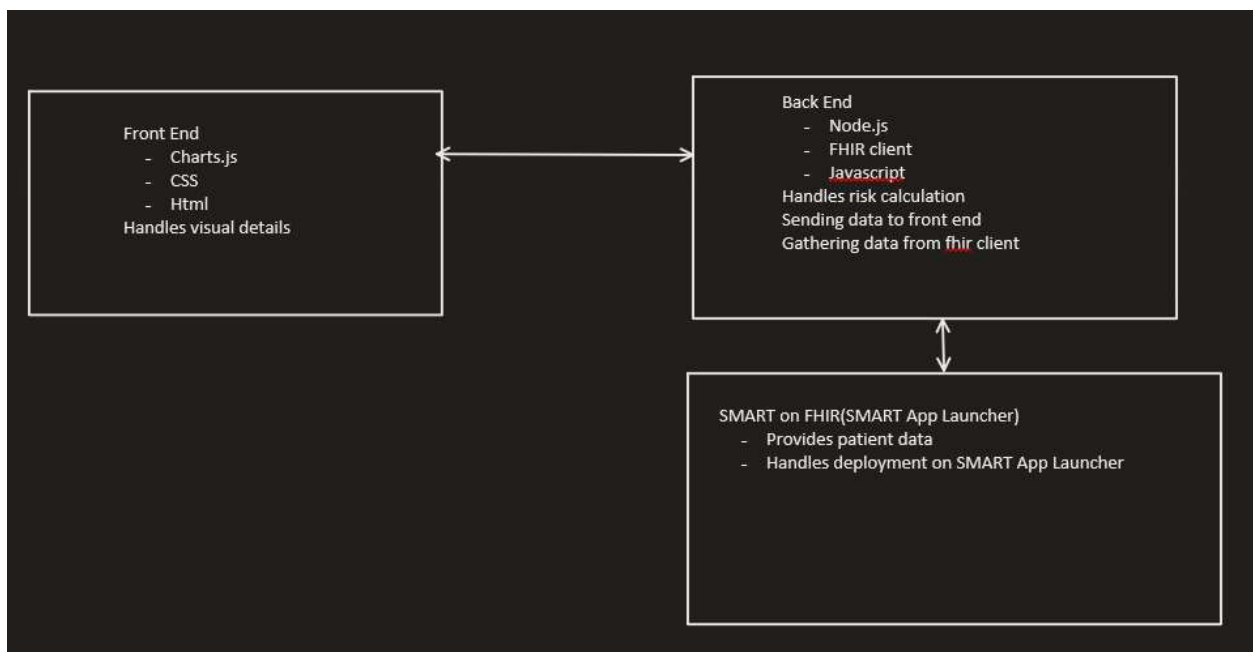 Front End
- Charts.js
- CSS
- Html
Handles visual details
Back End
- Node.js
- FHIR client
- Javascript
Handles risk calculation
Sending data to front end
Gathering data from fhir client
SMART on FHIR(SMART App Launcher)
- Provides patient data
- Handles deployment on SMART App Launcher